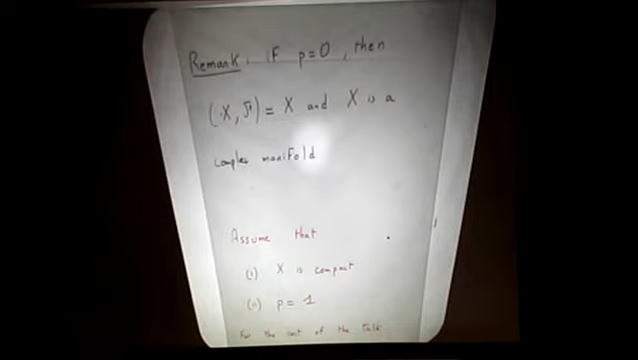 Remark: if p=0, then
(X, F) = X and X is a
complex manifold
Assume that
(i) X is compact
(ii) p = 1
For the rest of the talk